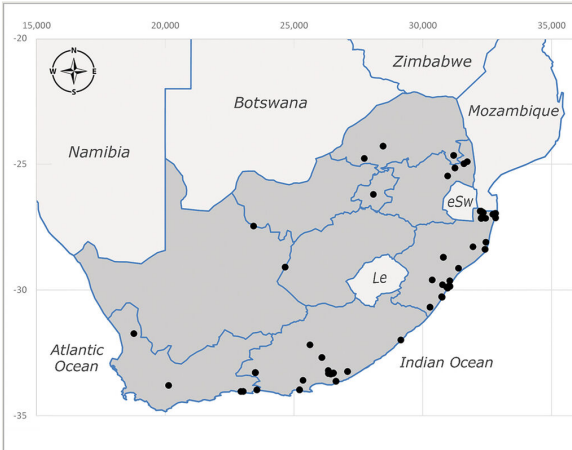 15,000 20,000 25,000 30,000 35,000
-20
N
W E
S
Zimbabwe
Botswana
Mozambique
Namibia
-25
eSw
Le
-30
Atlantic
Ocean
Indian Ocean
-35